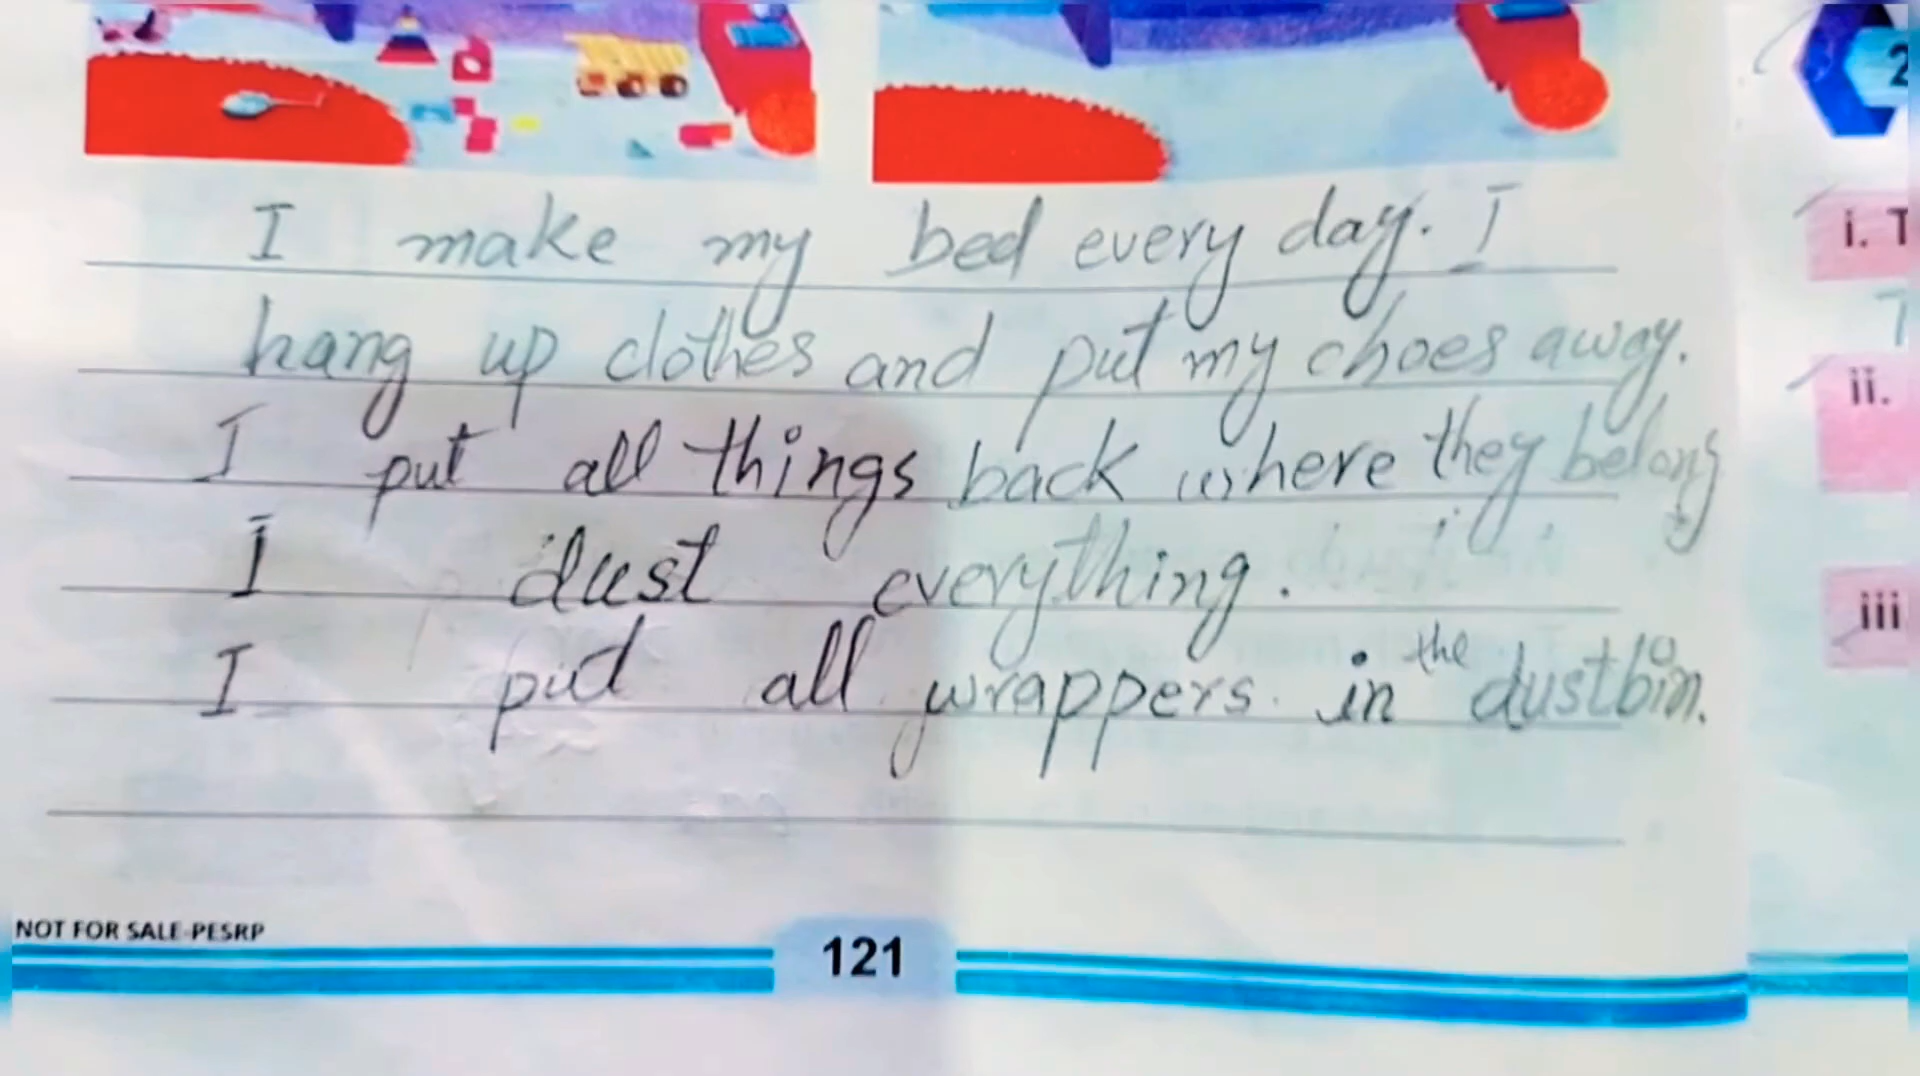 2
I make my bed every day. I
i. T
hang up clothes and put my choes away.
ii.
I put all things back where they belong
I dust everything.
iii
I put all wrappers in the dustbin.
NOT FOR SALE-PESRP
121